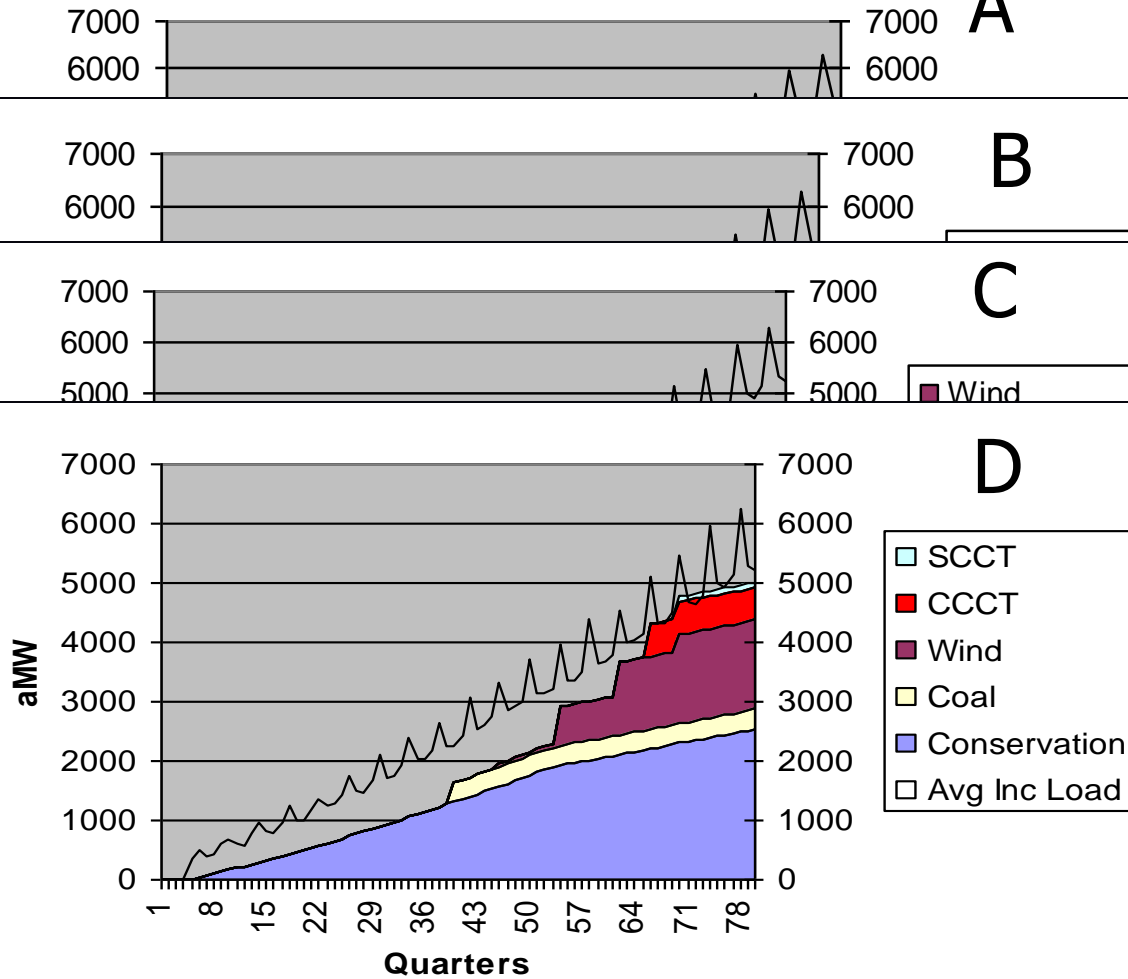 7000 7000 A
6000 6000
7000 7000 B
6000 6000
7000 7000 C
6000 6000
5000 5000 Wind
D
7000 7000
6000 6000
5000 5000
4000 4000
3000 3000
2000 2000
1000 1000
0 0
aMW
1 8 15 22 29 36 43 50 57 64 71 78
Quarters
SCCT
CCCT
Wind
Coal
Conservation
Avg Inc Load